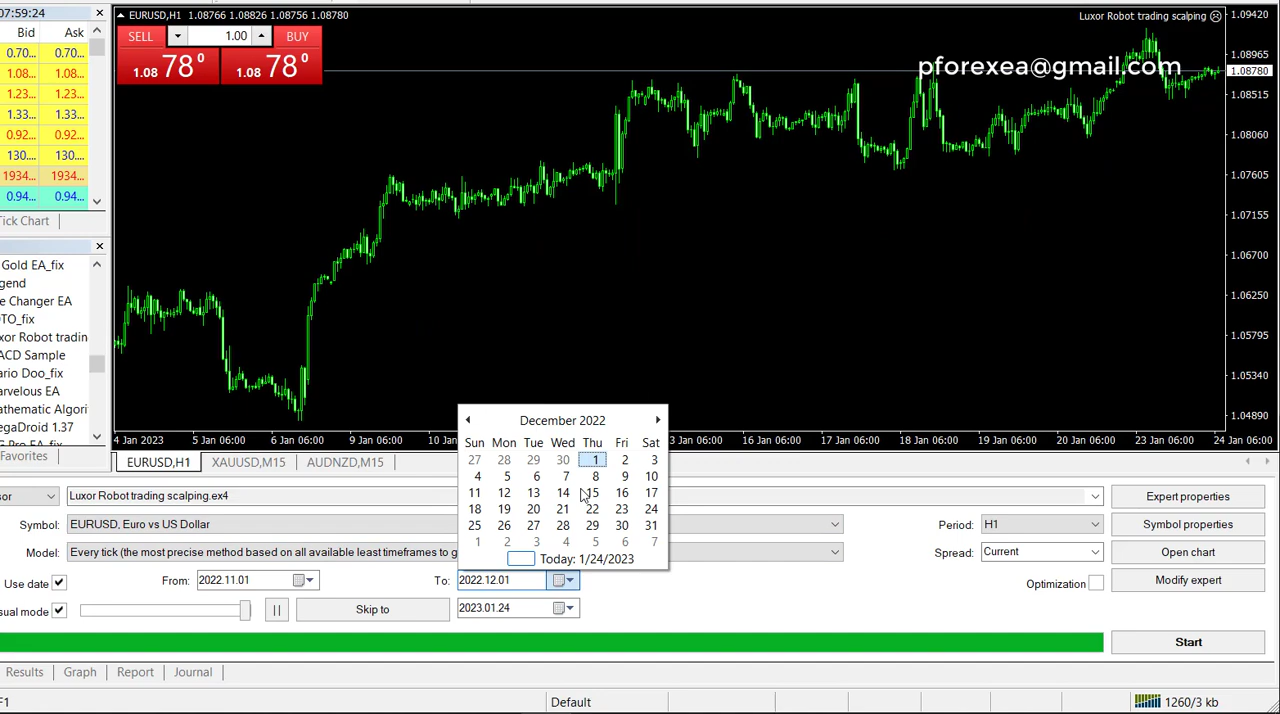 07:59:24
Bid Ask
0.70... 0.70...
1.08... 1.08...
1.23... 1.23...
1.33... 1.33...
0.92... 0.92...
130.... 130....
1934... 1934...
0.94... 0.94...
Tick Chart
Gold EA_fix
gend
e Changer EA
OTO_fix
xor Robot tradin
ACD Sample
ario Doo_fix
arvelous EA
athematic Algori
egaDroid 1.37
G Pro EA_fix
Favorites
EURUSD,H1 1.08766 1.08826 1.08756 1.08780
SELL 1.00 BUY
1.08 78 0 1.08 78 0
Luxor Robot trading scalping
pforexea@gmail.com
1.09420
1.08965
1.08780
1.08515
1.08060
1.07605
1.07155
1.06700
1.06250
1.05795
1.05340
1.04890
4 Jan 2023 5 Jan 06:00 6 Jan 06:00 9 Jan 06:00 10 Jan 3 Jan 06:00 16 Jan 06:00 17 Jan 06:00 18 Jan 06:00 19 Jan 06:00 20 Jan 06:00 23 Jan 06:00 24 Jan 06:00
EURUSD,H1 XAUUSD,M15 AUDNZD,M15
December 2022
Sun Mon Tue Wed Thu Fri Sat
27 28 29 30 1 2 3
4 5 6 7 8 9 10
11 12 13 14 15 16 17
18 19 20 21 22 23 24
25 26 27 28 29 30 31
1 2 3 4 5 6 7
Today: 1/24/2023
sor Luxor Robot trading scalping.ex4 Expert properties
Symbol: EURUSD, Euro vs US Dollar Period: H1 Symbol properties
Model: Every tick (the most precise method based on all available least timeframes to g Spread: Current Open chart
Use date From: 2022.11.01 To: 2022.12.01 Optimization Modify expert
sual mode Skip to 2023.01.24
Start
Results Graph Report Journal
F1 Default 1260/3 kb